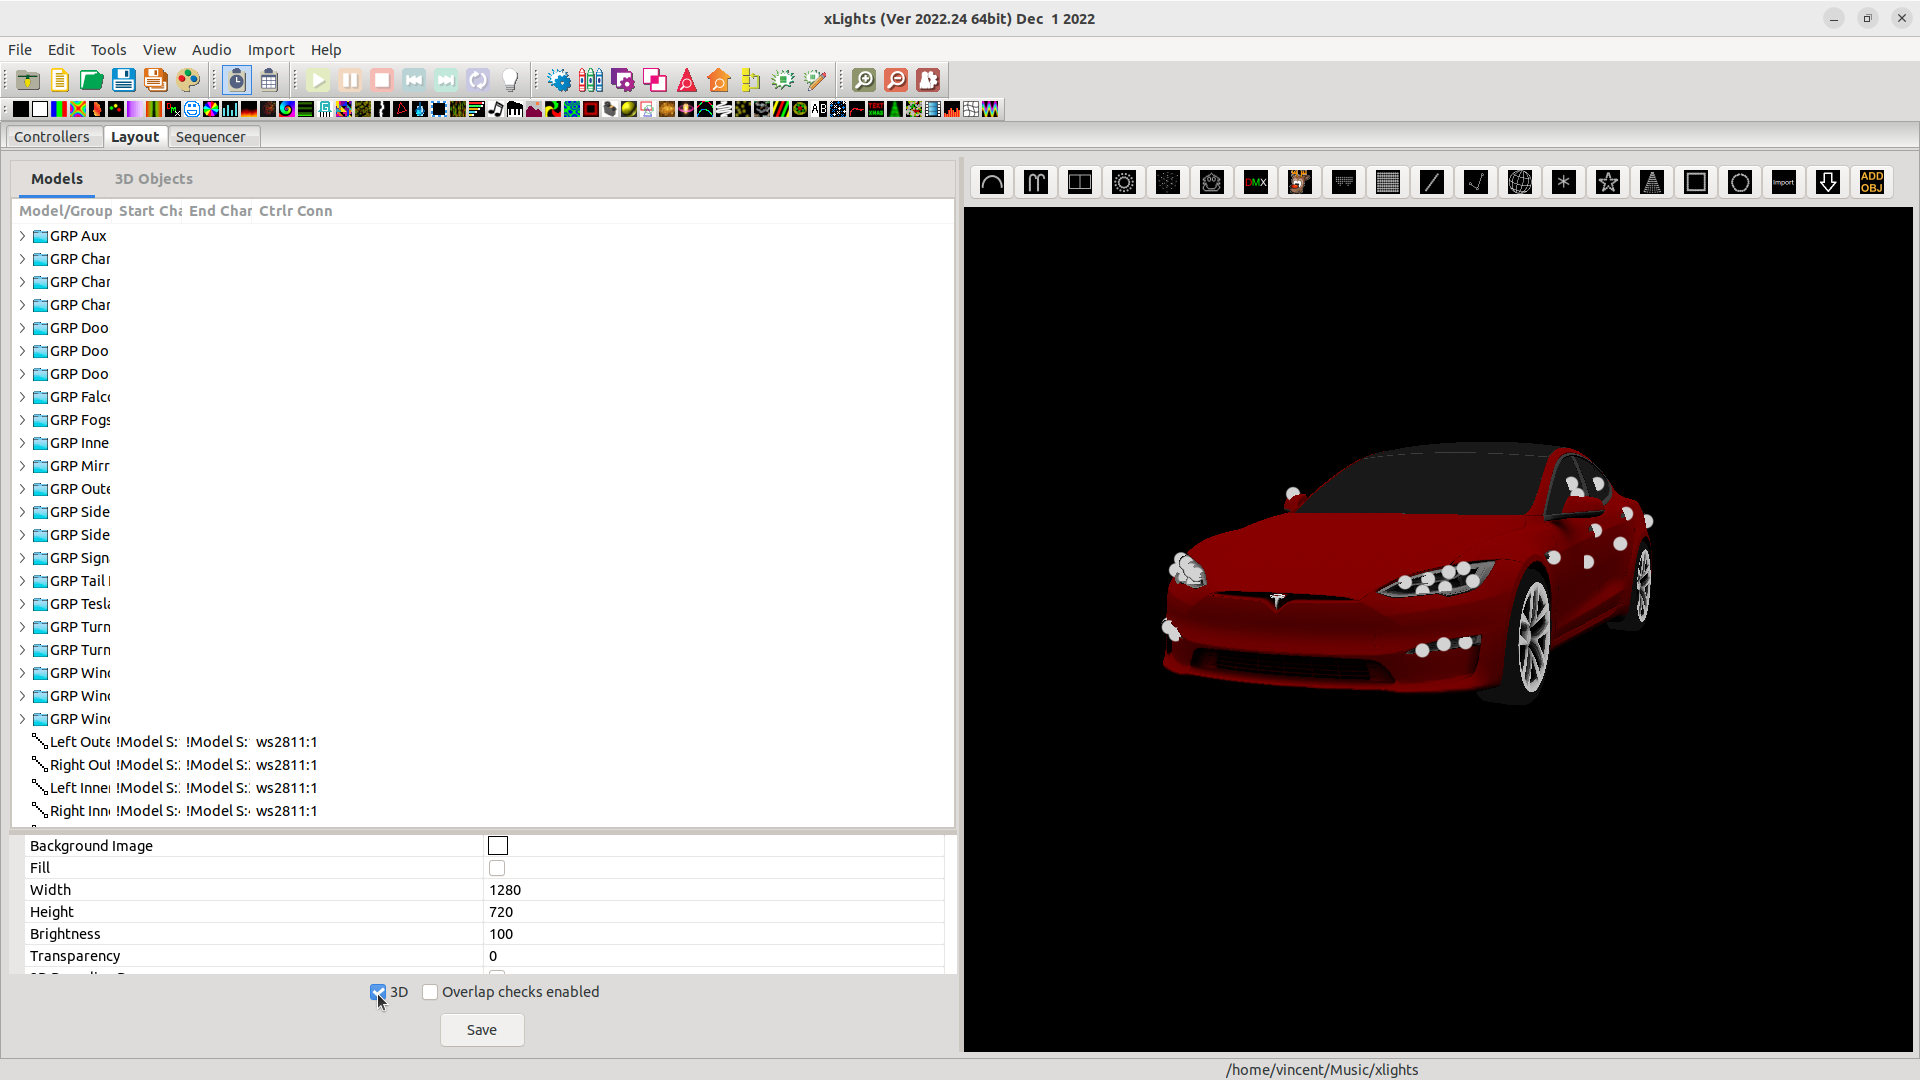 xLights (Ver 2022.24 64bit) Dec  1 2022
File Edit Tools View Audio Import Help
Controllers Layout Sequencer
Models 3D Objects
DMX Import ADD OBJ
Model/Group Start Cha End Char Ctrlr Conn
GRP Aux
GRP Char
GRP Char
GRP Char
GRP Doo
GRP Doo
GRP Doo
GRP Falco
GRP Fogs
GRP Inne
GRP Mirr
GRP Oute
GRP Side
GRP Side
GRP Sign
GRP Tail
GRP Tesla
GRP Turn
GRP Turn
GRP Wind
GRP Wind
GRP Wind
Left Oute !Model S: !Model S: ws2811:1
Right Out !Model S: !Model S: ws2811:1
Left Inner !Model S: !Model S: ws2811:1
Right Inne !Model S: !Model S: ws2811:1
Background Image
Fill
Width 1280
Height 720
Brightness 100
Transparency 0
3D Overlap checks enabled
Save
/home/vincent/Music/xlights